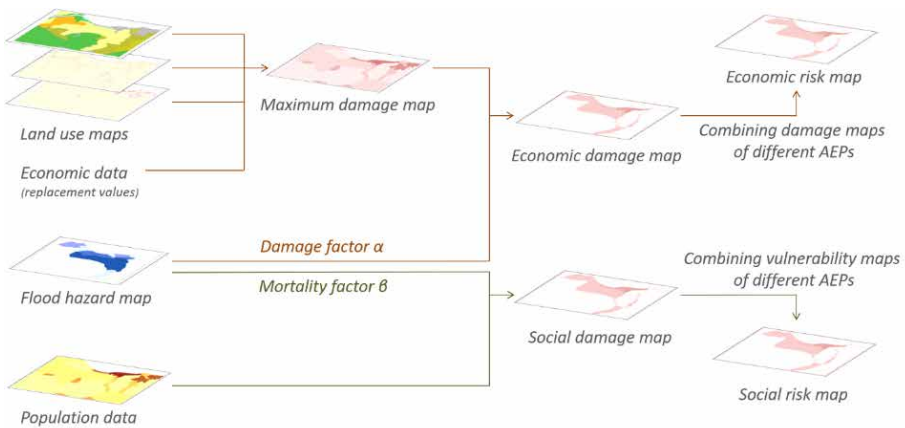 Land use maps
Economic data
(replacement values)
Maximum damage map
Economic damage map
Economic risk map
Combining damage maps
of different AEPs
Flood hazard map
Damage factor α
Mortality factor β
Population data
Social damage map
Combining vulnerability maps
of different AEPs
Social risk map